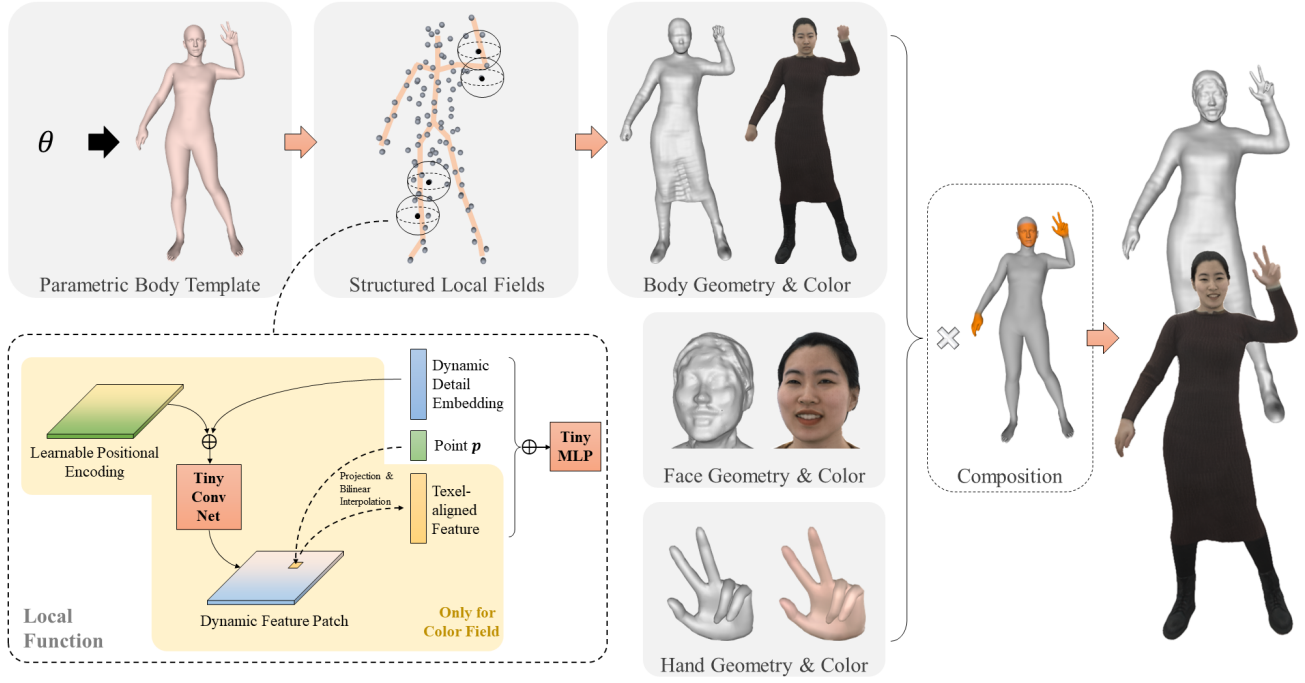 θ
Parametric Body Template
Structured Local Fields
Body Geometry & Color
Learnable Positional
Encoding
Tiny
Conv
Net
Dynamic
Detail
Embedding
Point p
Projection &
Bilinear
Interpolation
Texel-
aligned
Feature
Tiny
MLP
Dynamic Feature Patch
Only for
Color Field
Local
Function
Face Geometry & Color
Hand Geometry & Color
Composition